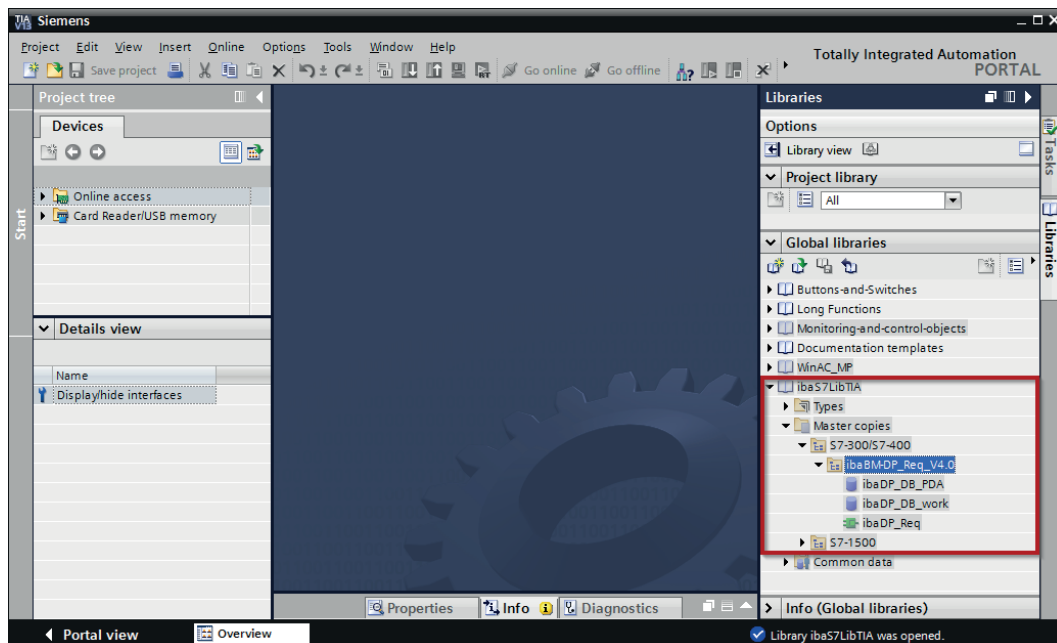 TIA Siemens
Project Edit View Insert Online Options Tools Window Help
Save project Go online Go offline
Totally Integrated Automation
PORTAL
Start
Project tree
Devices
Online access
Card Reader/USB memory
Details view
Name
Display/hide interfaces
Properties Info Diagnostics
Libraries
Options
Library view
Project library
All
Global libraries
Buttons-and-Switches
Long Functions
Monitoring-and-control-objects
Documentation templates
WinAC_MP
ibaS7LibTIA
Types
Master copies
S7-300/S7-400
ibaBM-DP_Req_V4.0
ibaDP_DB_PDA
ibaDP_DB_work
ibaDP_Req
S7-1500
Common data
Info (Global libraries)
Tasks
Libraries
Portal view Overview Library ibaS7LibTIA was opened.